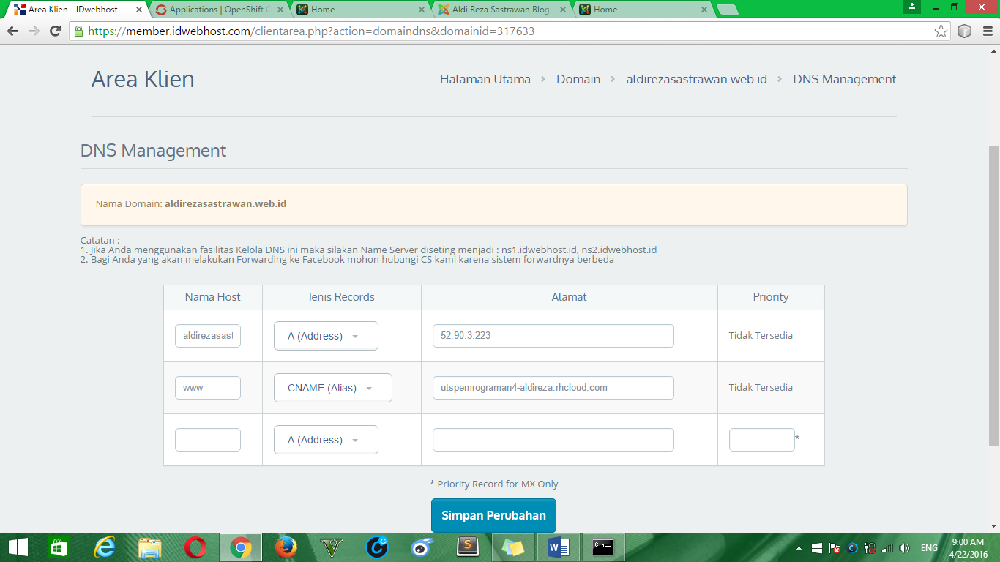 Area Klien - IDwebhost
Applications | OpenShift
Home
Aldi Reza Sastrawan Blog
Home
https://member.idwebhost.com/clientarea.php?action=domaindns&domainid=317633
Area Klien
Halaman Utama > Domain > aldirezasastrawan.web.id > DNS Management
DNS Management
Nama Domain: aldirezasastrawan.web.id
Catatan :
1. Jika Anda menggunakan fasilitas Kelola DNS ini maka silakan Name Server diseting menjadi : ns1.idwebhost.id, ns2.idwebhost.id
2. Bagi Anda yang akan melakukan Forwarding ke Facebook mohon hubungi CS kami karena sistem forwardnya berbeda
Nama Host Jenis Records Alamat Priority
aldirezasast A (Address) 52.90.3.223 Tidak Tersedia
www CNAME (Alias) utspemrograman4-aldireza.rhcloud.com Tidak Tersedia
A (Address) *
* Priority Record for MX Only
Simpan Perubahan
ENG
9:00 AM
4/22/2016